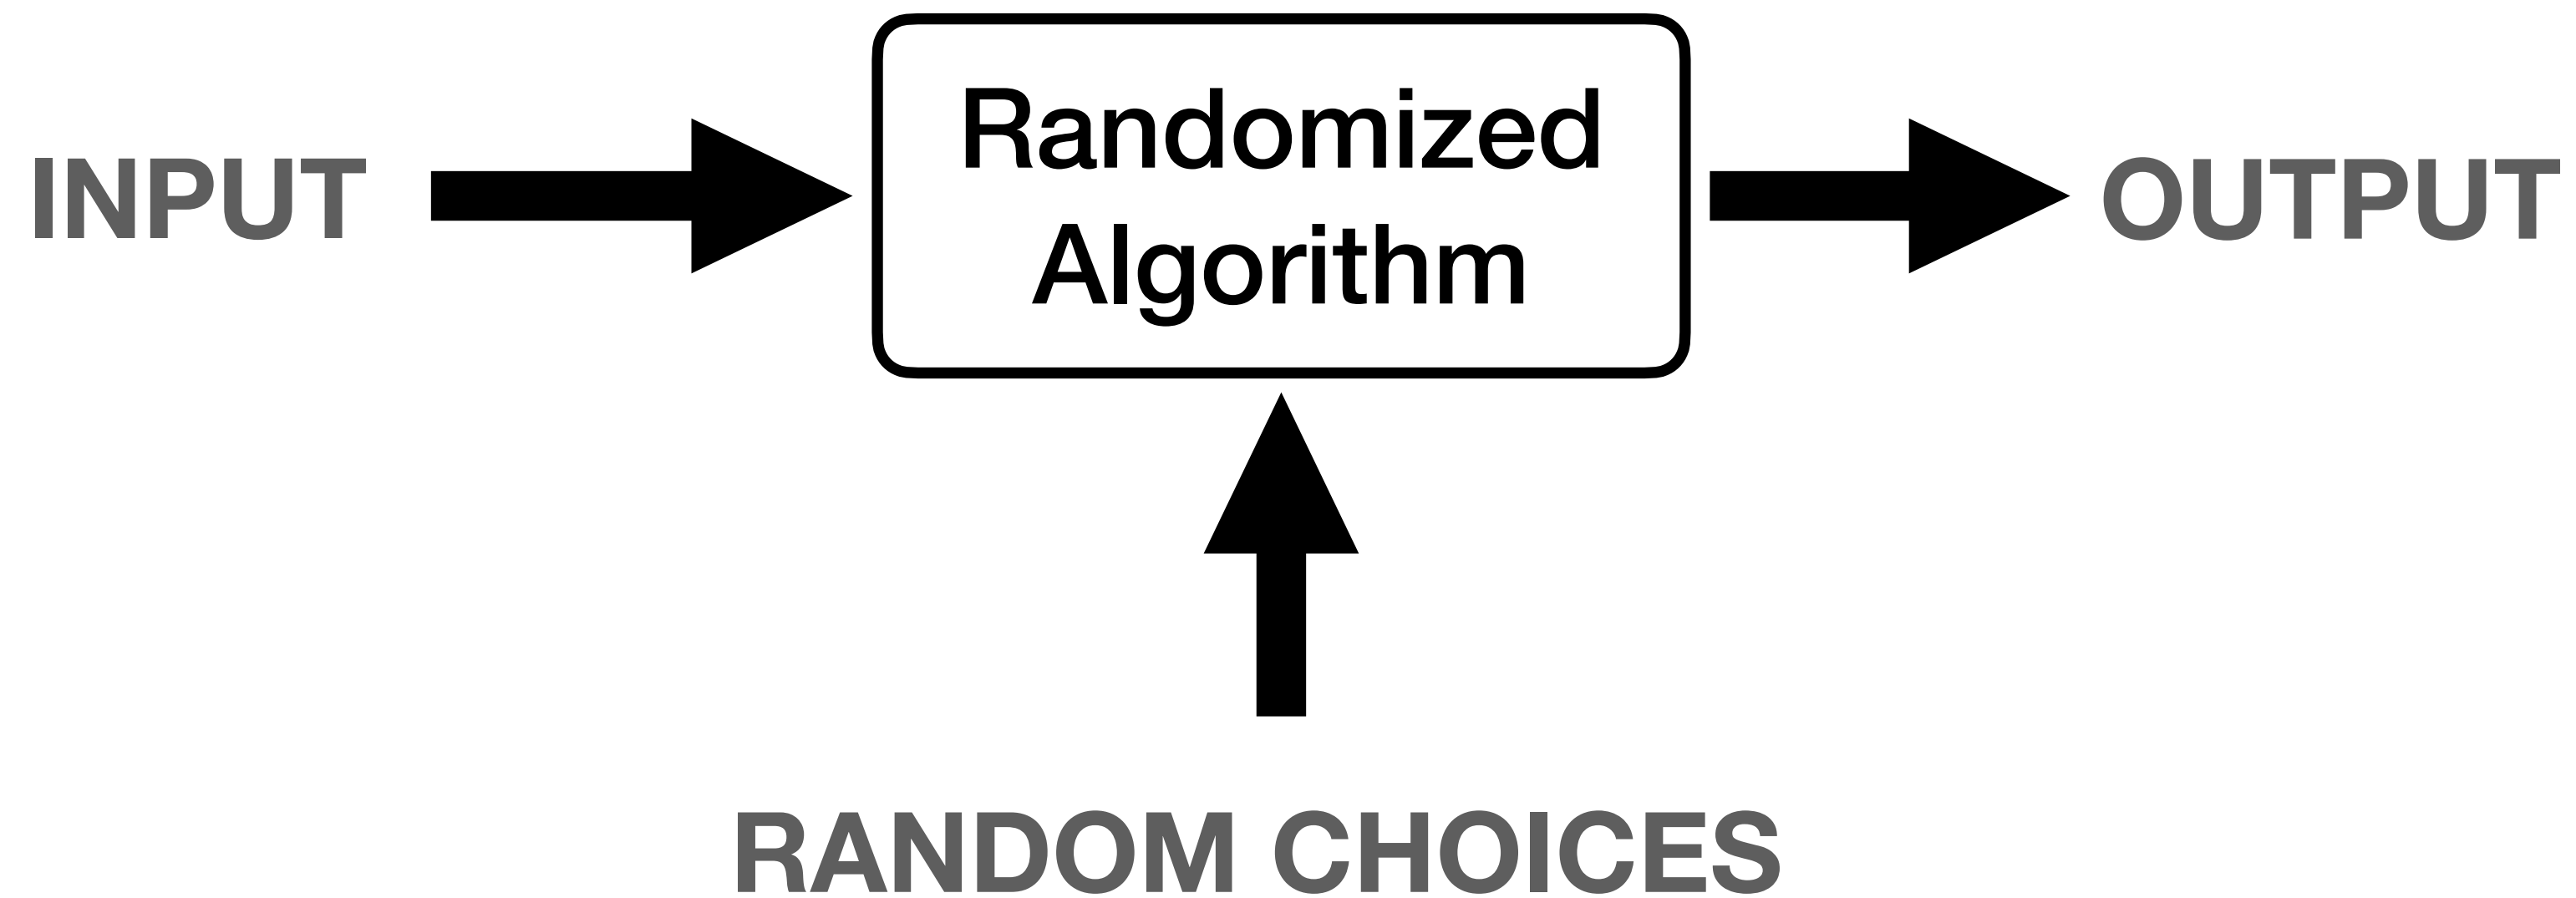 INPUT
Randomized
Algorithm
OUTPUT
RANDOM CHOICES